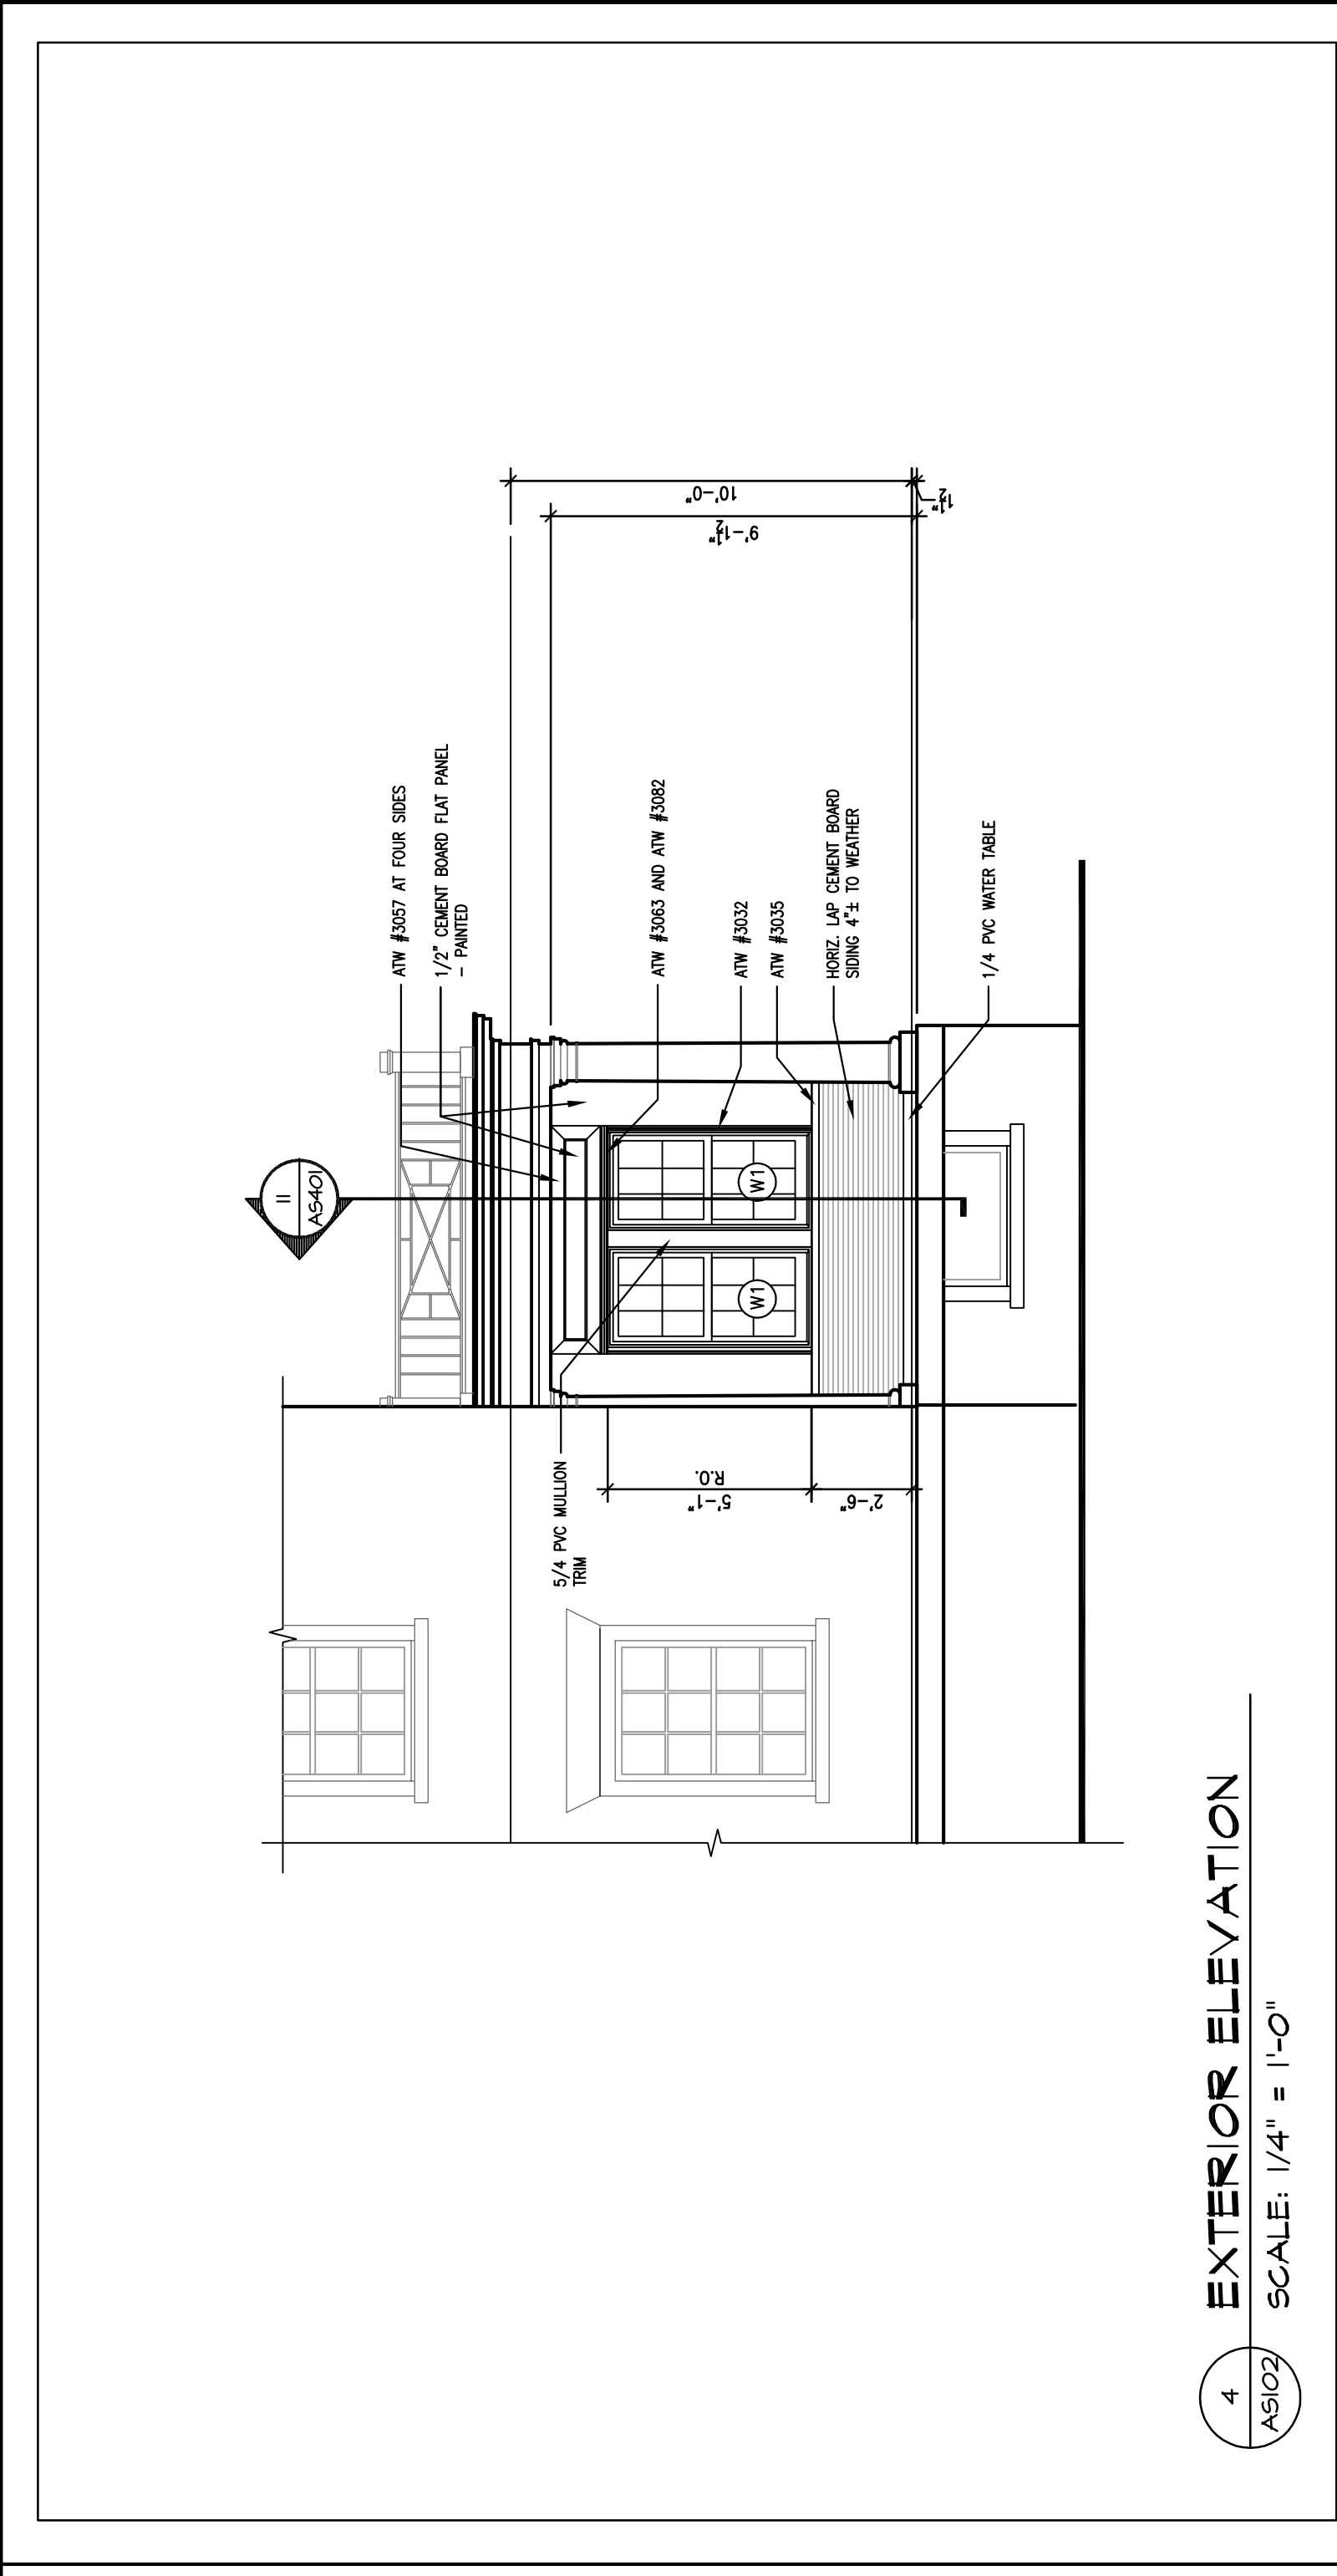 11
AS401
ATW #3057 AT FOUR SIDES
1/2" CEMENT BOARD FLAT PANEL
- PAINTED
ATW #3063 AND ATW #3082
ATW #3032
ATW #3035
HORIZ. LAP CEMENT BOARD
SIDING 4"± TO WEATHER
1/4 PVC WATER TABLE
5/4 PVC MULLION
TRIM
W1
W1
5'-1"
R.O.
2'-6"
9'-1½"
10'-0"
1½"
4
AS102
EXTERIOR ELEVATION
SCALE: 1/4" = 1'-0"